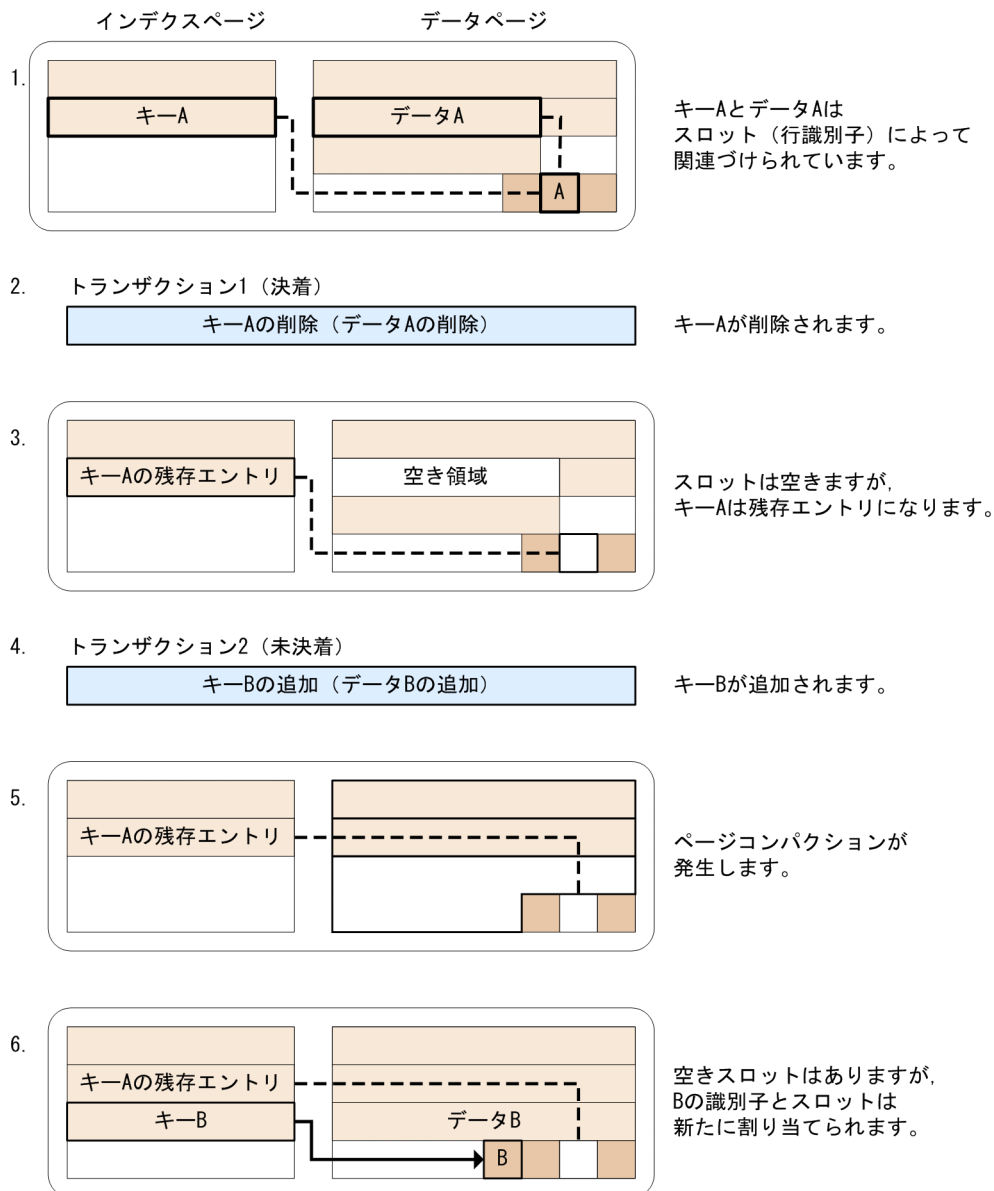 インデクスページ
データページ
1.
キーA
データA
A
キーAとデータAは
スロット（行識別子）によって
関連づけられています。
2.
トランザクション1（決着）
キーAの削除（データAの削除）
キーAが削除されます。
3.
キーAの残存エントリ
空き領域
スロットは空きますが,
キーAは残存エントリになります。
4.
トランザクション2（未決着）
キーBの追加（データBの追加）
キーBが追加されます。
5.
キーAの残存エントリ
ページコンパクションが
発生します。
6.
キーAの残存エントリ
キーB
データB
B
空きスロットはありますが,
Bの識別子とスロットは
新たに割り当てられます。